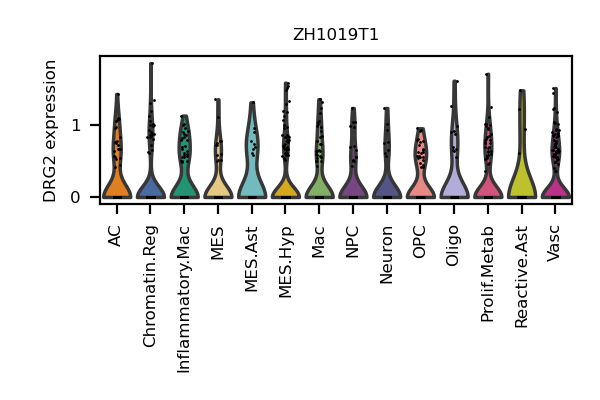 ZH1019T1
DRG2 expression
1
0
AC
Chromatin.Reg
Inflammatory.Mac
MES
MES.Ast
MES.Hyp
Mac
NPC
Neuron
OPC
Oligo
Prolif.Metab
Reactive.Ast
Vasc